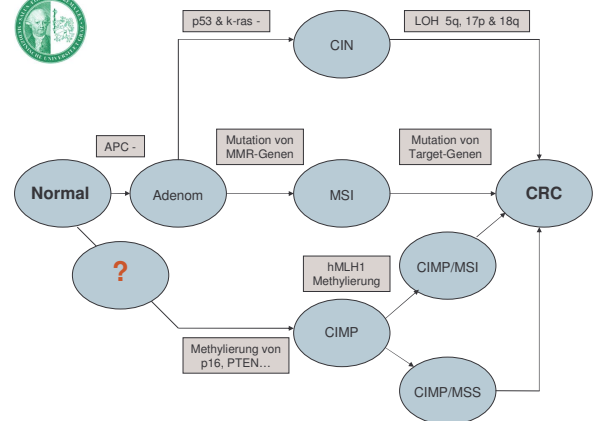 p53 & k-ras -
LOH 5q, 17p & 18q
CIN
APC -
Mutation von
MMR-Genen
Mutation von
Target-Genen
Normal
Adenom
MSI
CRC
?
hMLH1
Methylierung
CIMP/MSI
CIMP
Methylierung von
p16, PTEN...
CIMP/MSS